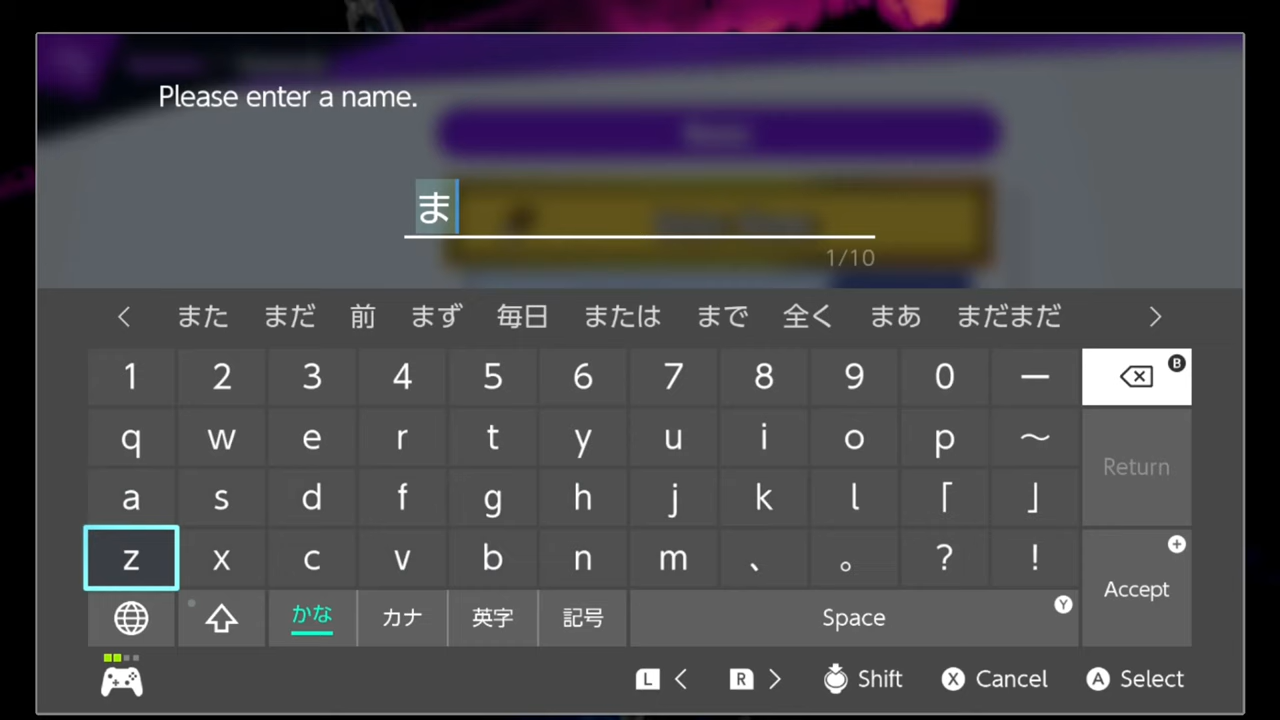 Please enter a name.
ま
1/10
< また まだ 前 まず 毎日 または まで 全く まあ まだまだ >
1 2 3 4 5 6 7 8 9 0 ー B
q w e r t y u i o p ～ Return
a s d f g h j k l 「 」
z x c v b n m 、 。 ? ! + Accept
かな カナ 英字 記号 Space Y
L < R > Shift X Cancel A Select